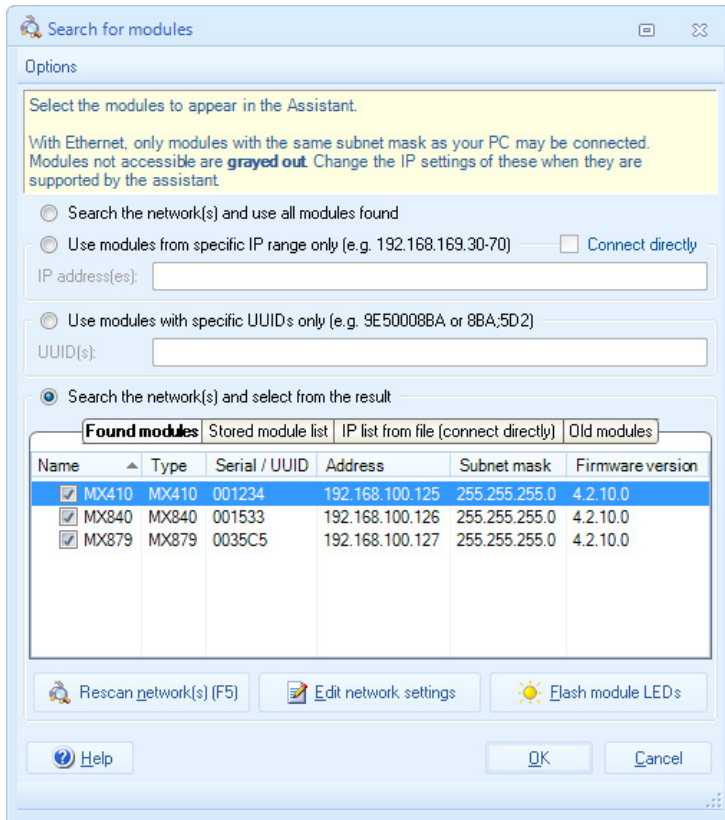 Search for modules
Options
Select the modules to appear in the Assistant.
With Ethernet, only modules with the same subnet mask as your PC may be connected.
Modules not accessible are grayed out. Change the IP settings of these when they are
supported by the assistant
Search the network(s) and use all modules found
Use modules from specific IP range only (e.g. 192.168.169.30-70) Connect directly
IP address(es):
Use modules with specific UUIDs only (e.g. 9E50008BA or 8BA;5D2)
UUID(s):
Search the network(s) and select from the result
Found modules Stored module list IP list from file (connect directly) Old modules
Name Type Serial / UUID Address Subnet mask Firmware version
MX410 MX410 001234 192.168.100.125 255.255.255.0 4.2.10.0
MX840 MX840 001533 192.168.100.126 255.255.255.0 4.2.10.0
MX879 MX879 0035C5 192.168.100.127 255.255.255.0 4.2.10.0
Rescan network(s) (F5) Edit network settings Flash module LEDs
Help OK Cancel